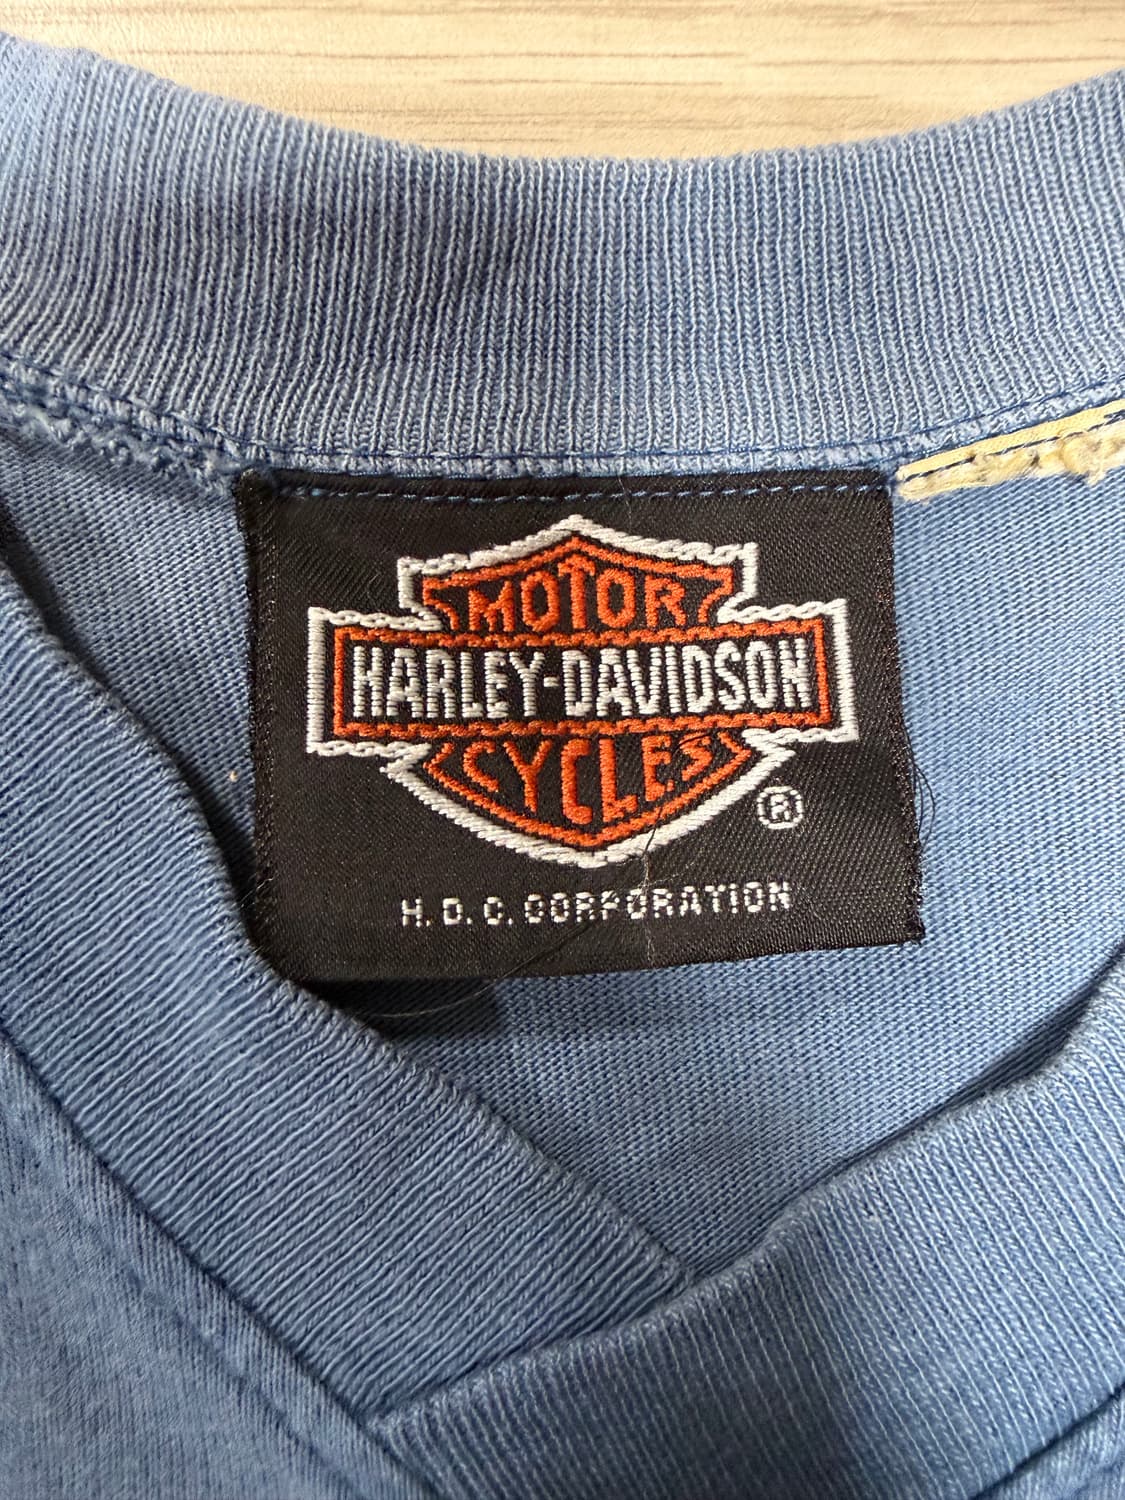 MOTOR
HARLEY-DAVIDSON
CYCLES
®
H. D. C. CORPORATION